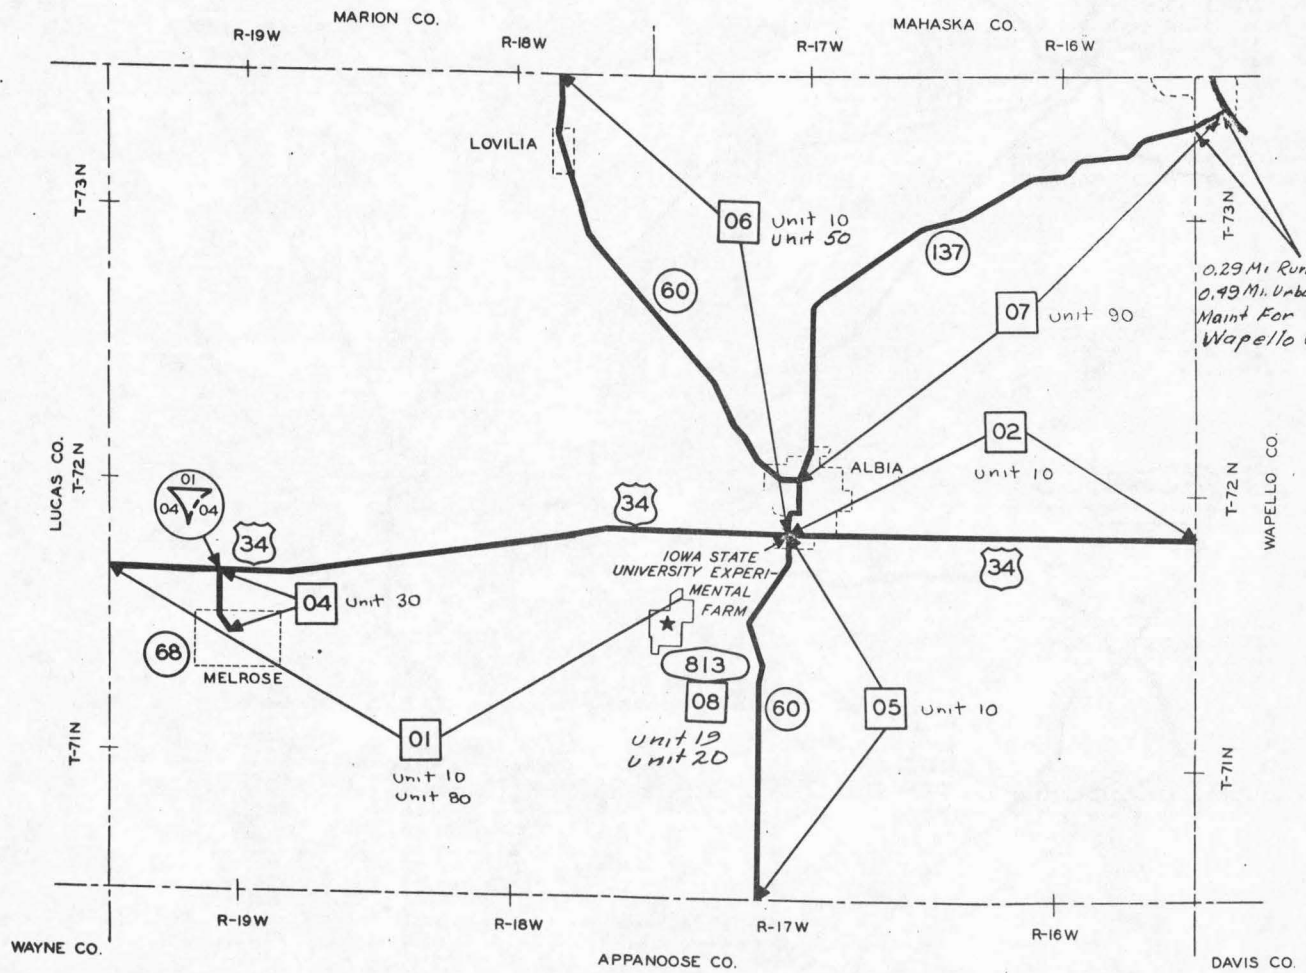 MARION CO.
MAHASKA CO.
R-19W
R-18W
R-17W
R-16W
LOVILIA
T-73N
T-73N
06
Unit 10
Unit 50
137
60
0.29 Mi
0.49 Mi.
07
Unit 90
Maint For
Wapello
02
Unit 10
ALBIA
LUCAS CO.
T-72N
T-72N
WAPELLO CO.
01
04 04
34
34
34
IOWA STATE
UNIVERSITY EXPERI-
MENTAL
FARM
04
Unit 30
68
MELROSE
813
08
Unit 19
Unit 20
60
05
Unit 10
01
Unit 10
Unit 80
T-71N
T-71N
R-19W
R-18W
R-17W
R-16W
WAYNE CO.
APPANOOSE CO.
DAVIS CO.